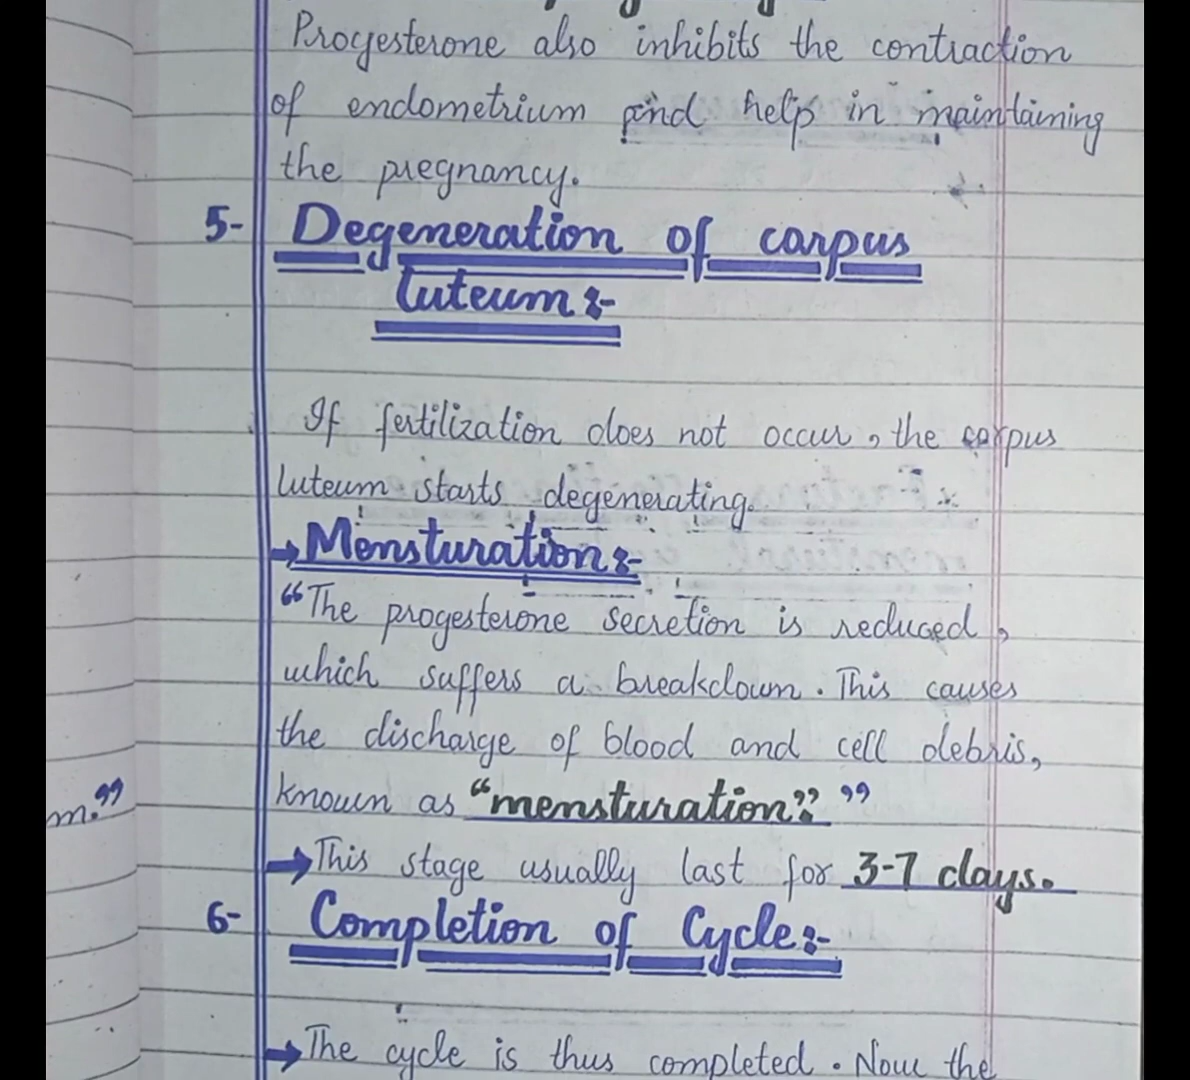 Progesterone also inhibits the contraction
of endometrium and help in maintaining
the pregnancy.
5- Degeneration of corpus
luteum :-
If fertilization does not occur, the corpus
luteum starts degenerating.
→ Mensturation :-
“The progesterone secretion is reduced,
which suffers a breakdown. This causes
the discharge of blood and cell debris,
known as “mensturation” ”
m.”
→ This stage usually last for 3-7 days.
6- Completion of Cycle :-
→ The cycle is thus completed. Now the